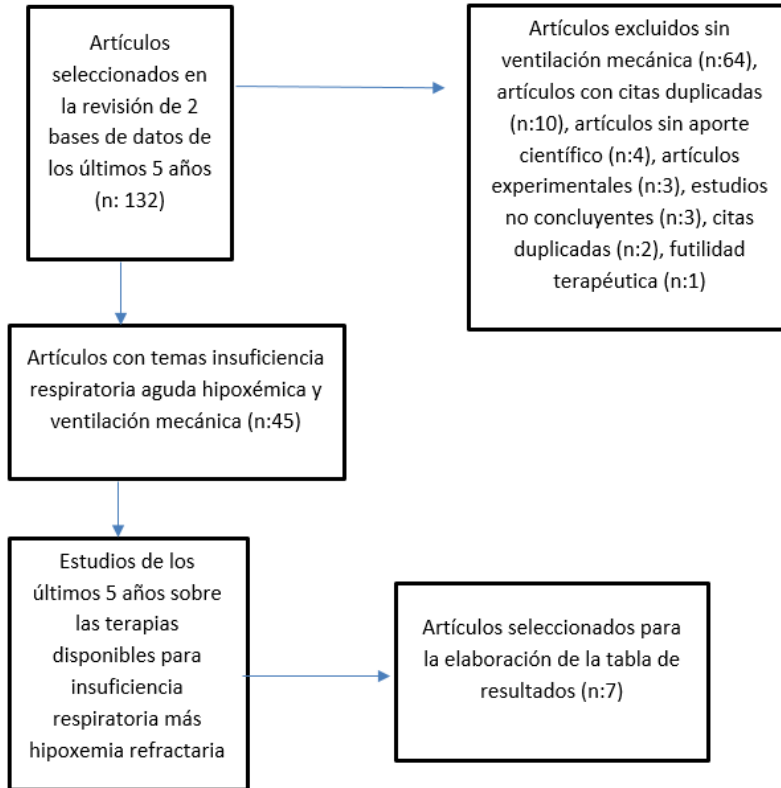 Artículos
seleccionados en
la revisión de 2
bases de datos de
los últimos 5 años
(n: 132)
Artículos excluidos sin
ventilación mecánica (n:64),
artículos con citas duplicadas
(n:10), artículos sin aporte
científico (n:4), artículos
experimentales (n:3), estudios
no concluyentes (n:3), citas
duplicadas (n:2), futilidad
terapéutica (n:1)
Artículos con temas insuficiencia
respiratoria aguda hipoxémica y
ventilación mecánica (n:45)
Estudios de los
últimos 5 años sobre
las terapias
disponibles para
insuficiencia
respiratoria más
hipoxemia refractaria
Artículos seleccionados para
la elaboración de la tabla de
resultados (n:7)